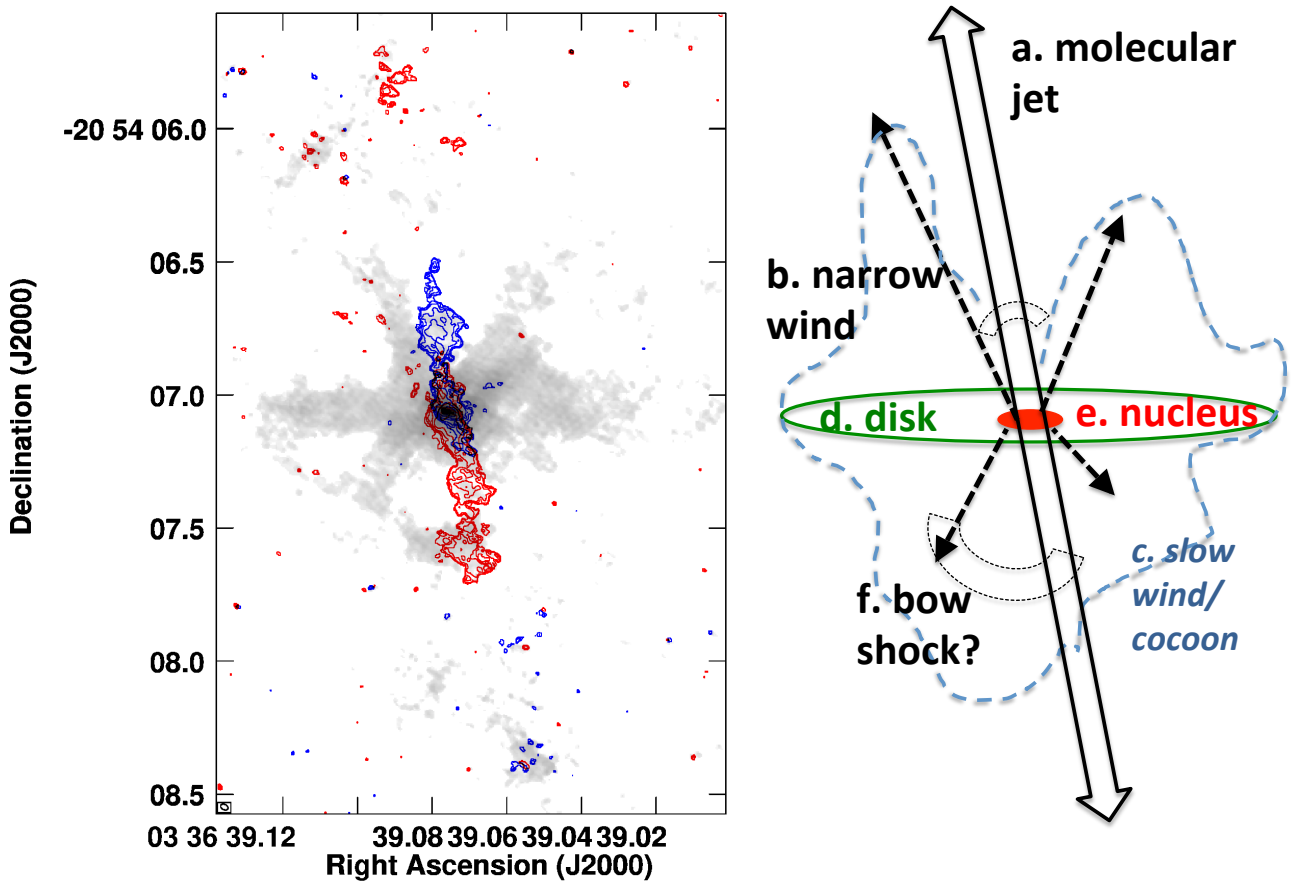 Declination (J2000)
-20 54 06.0
06.5
07.0
07.5
08.0
08.5
03 36 39.12 39.08 39.06 39.04 39.02
Right Ascension (J2000)
a. molecular
jet
b. narrow
wind
d. disk
e. nucleus
c. slow
wind/
cocoon
f. bow
shock?